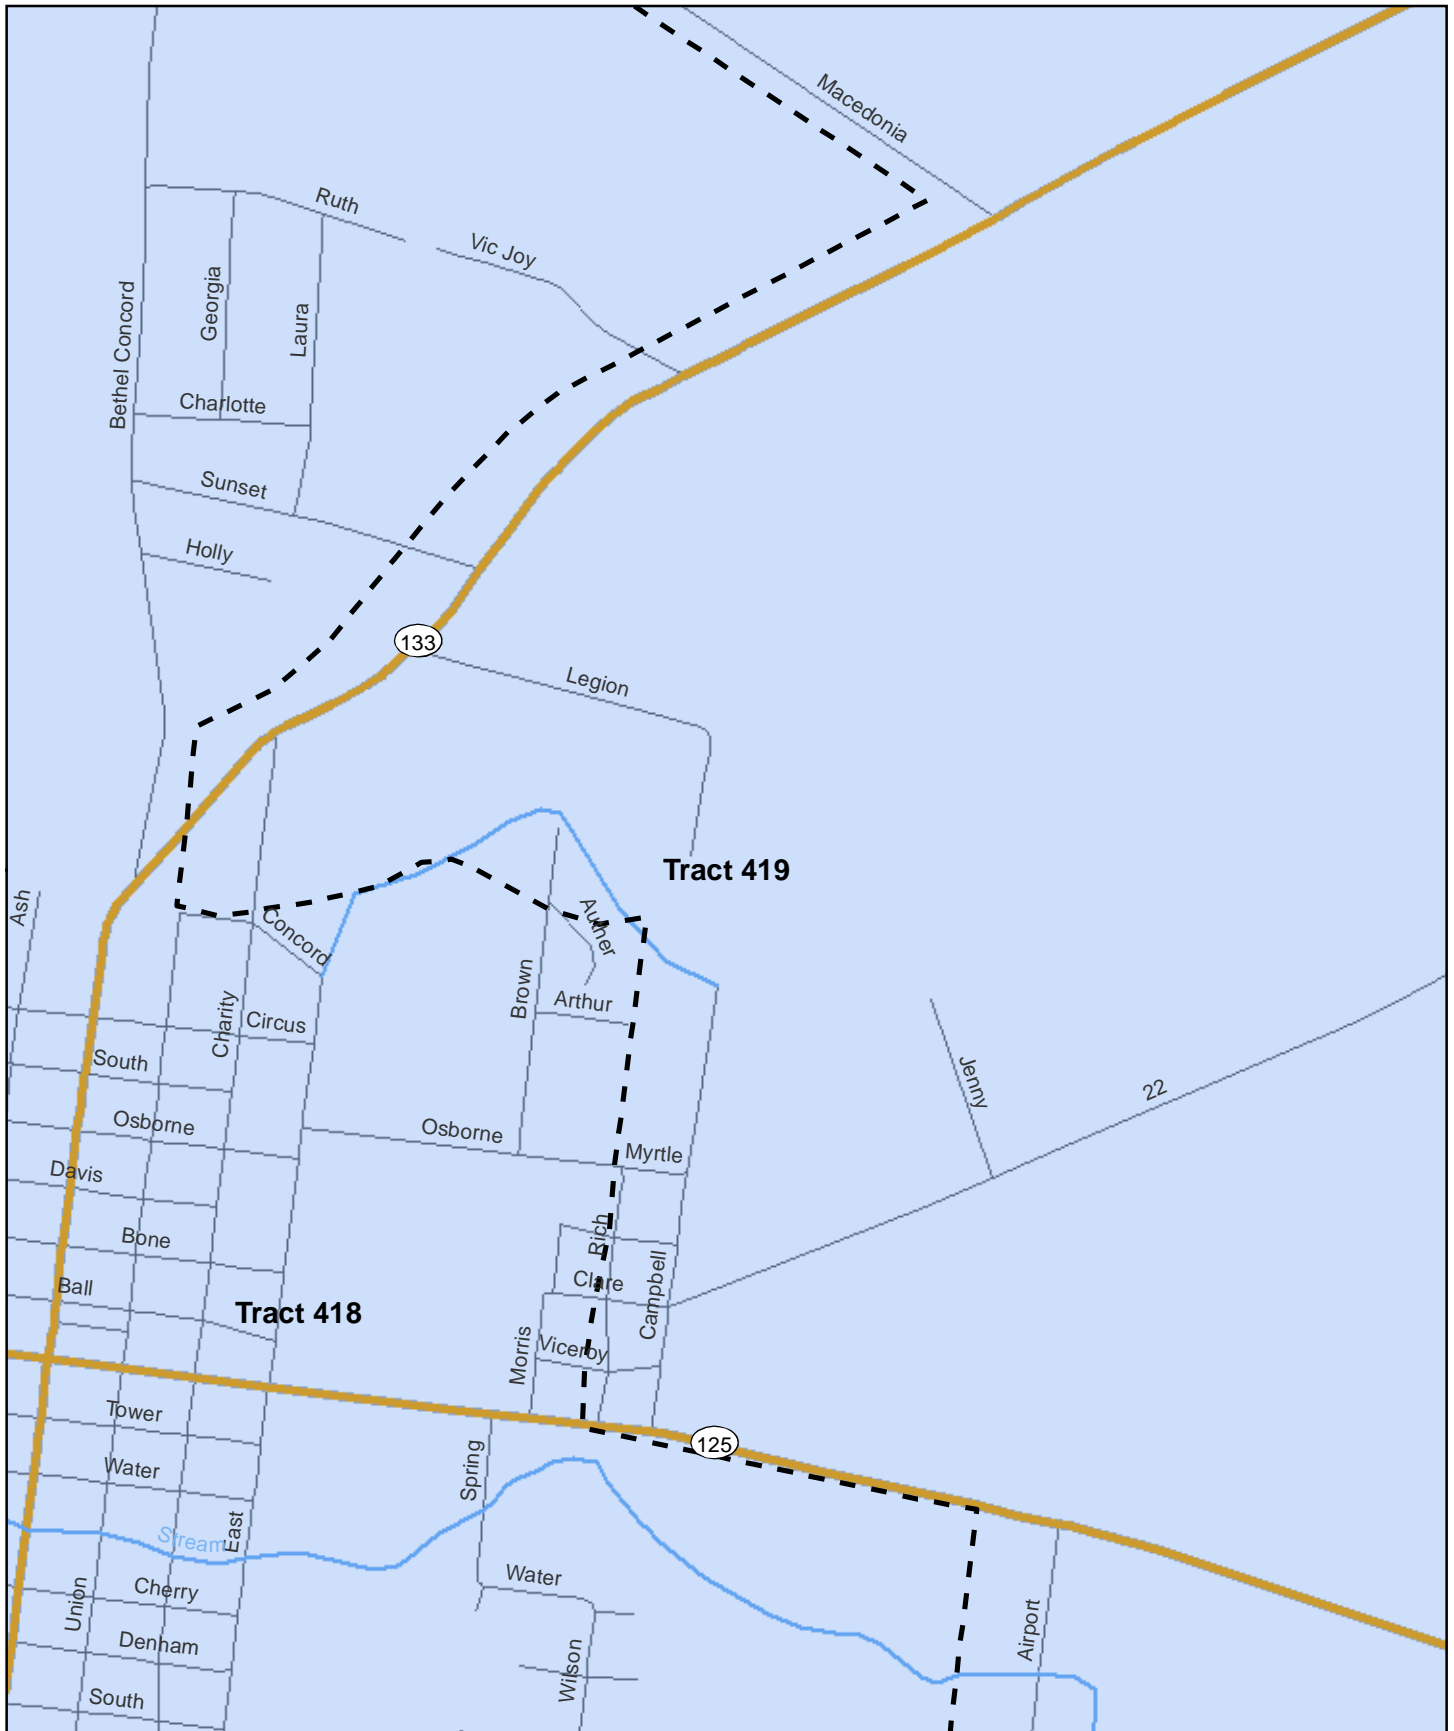 Macedonia
Ruth
Vic Joy
Georgia
Laura
Bethel Concord
Charlotte
Sunset
Holly
133
Legion
Tract 419
Ash
Concord
Auther
Brown
Arthur
Charity
Circus
South
Jenny
22
Osborne
Osborne
Myrtle
Davis
Bone
Rich
Clare
Campbell
Ball
Tract 418
Morris
Viceroy
Tower
125
Water
Spring
Stream
East
Water
Cherry
Union
Denham
Wilson
Airport
South